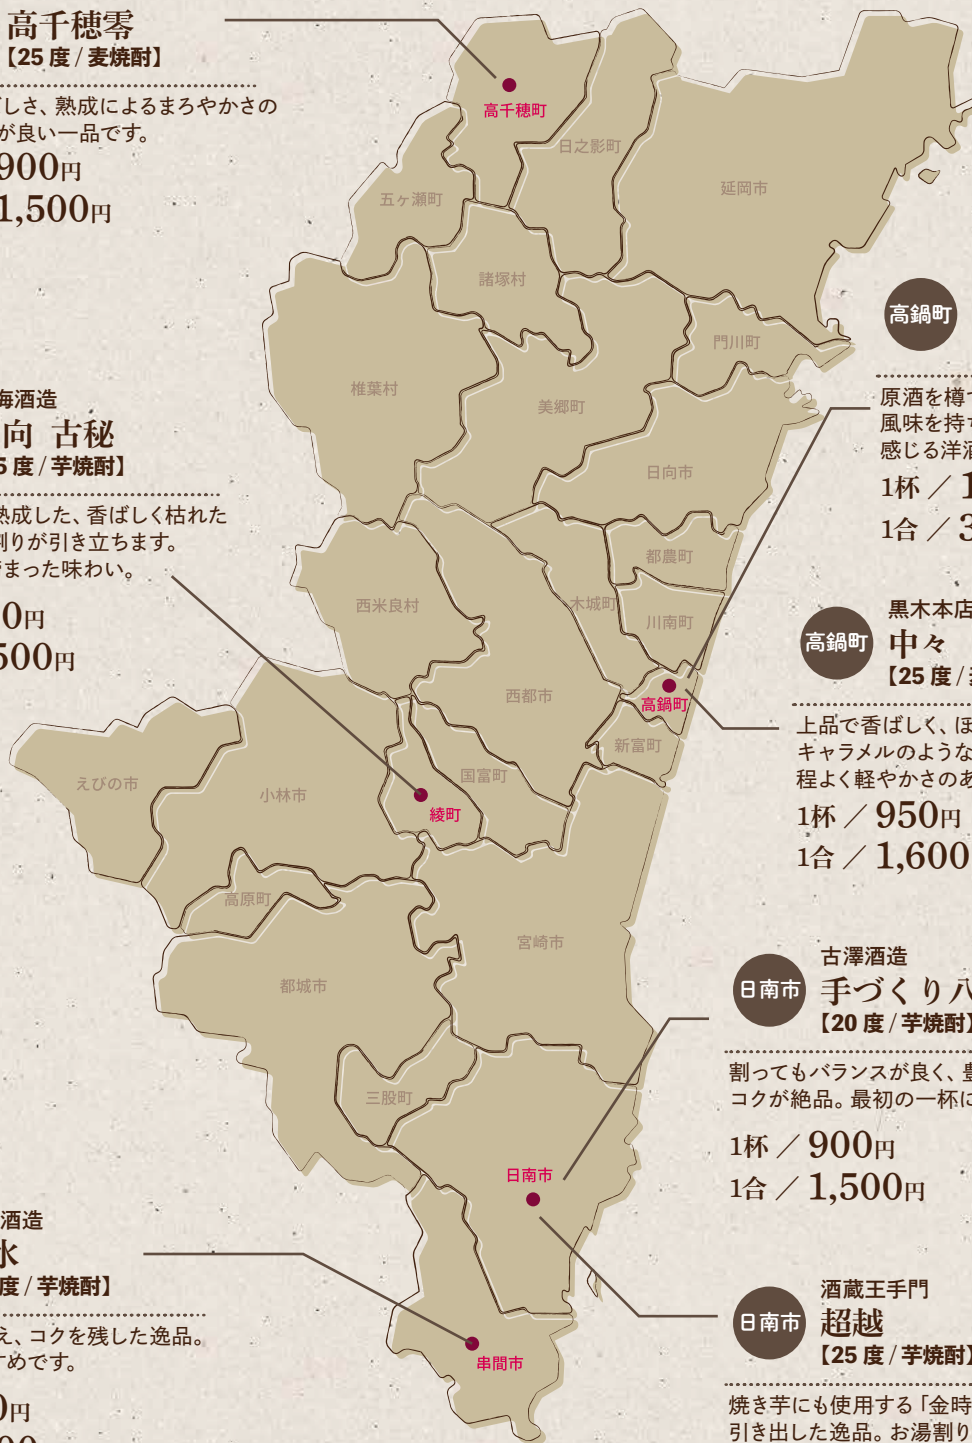 高千穂零
【25度/麦焼酎】
しさ、熟成によるまろやかさの
が良い一品です。
900円
1,500円
海酒造
向 古秘
5度/芋焼酎】
熟成した、香ばしく枯れた
割りが引き立ちます。
まった味わい。
0円
500円
酒造
氷
度/芋焼酎】
え、コクを残した逸品。
すめです。
0円
高千穂町
日之影町
延岡市
五ヶ瀬町
諸塚村
門川町
椎葉村
美郷町
日向市
都農町
木城町
川南町
西米良村
西都市
高鍋町
新富町
国富町
えびの市
小林市
綾町
高原町
宮崎市
都城市
三股町
日南市
串間市
高鍋町
原酒を樽
風味を持
感じる洋酒
1杯／1
1合／3
高鍋町
黒木本店
中々
【25度/
上品で香ばしく、ほ
キャラメルのような
程よく軽やかさのあ
1杯／950円
1合／1,600
日南市
古澤酒造
手づくり八
【20度/芋焼酎】
割ってもバランスが良く、豊
コクが絶品。最初の一杯に
1杯／900円
1合／1,500円
日南市
酒蔵王手門
超越
【25度/芋焼酎】
焼き芋にも使用する「金時
引き出した逸品。お湯割り